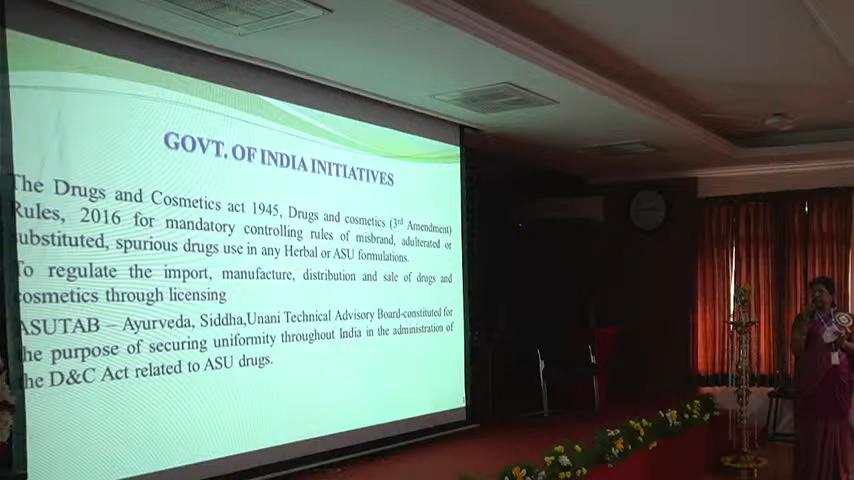 GOVT. OF INDIA INITIATIVES
The Drugs and Cosmetics act 1945, Drugs and cosmetics (3rd Amendment)
Rules, 2016 for mandatory controlling rules of misbrand, adulterated or
substituted, spurious drugs use in any Herbal or ASU formulations.
To regulate the import, manufacture, distribution and sale of drugs and
cosmetics through licensing
ASUTAB – Ayurveda, Siddha,Unani Technical Advisory Board-constituted for
the purpose of securing uniformity throughout India in the administration of
the D&C Act related to ASU drugs.